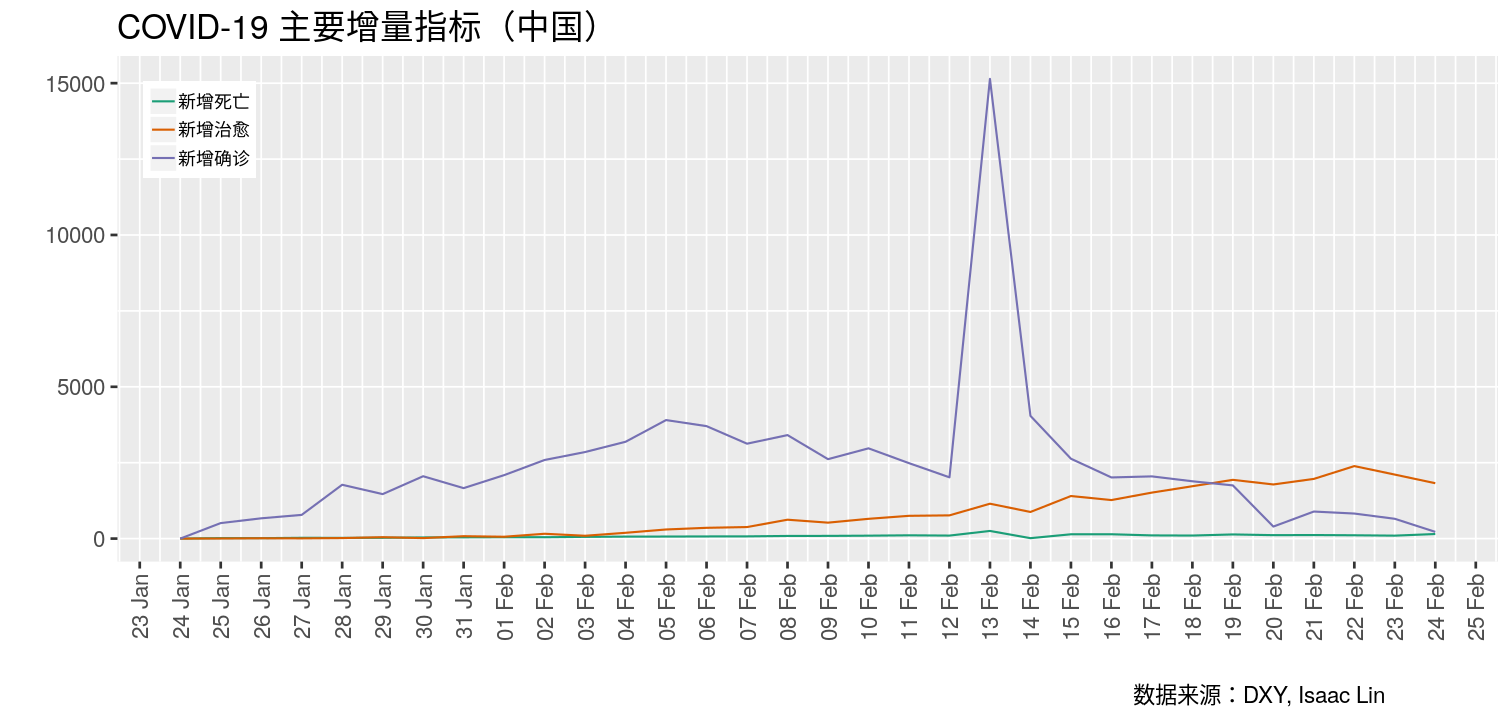 COVID-19 主要增量指标（中国）
15000
10000
5000
0
新增死亡
新增治愈
新增确诊
23 Jan
24 Jan
25 Jan
26 Jan
27 Jan
28 Jan
29 Jan
30 Jan
31 Jan
01 Feb
02 Feb
03 Feb
04 Feb
05 Feb
06 Feb
07 Feb
08 Feb
09 Feb
10 Feb
11 Feb
12 Feb
13 Feb
14 Feb
15 Feb
16 Feb
17 Feb
18 Feb
19 Feb
20 Feb
21 Feb
22 Feb
23 Feb
24 Feb
25 Feb
数据来源：DXY, Isaac Lin